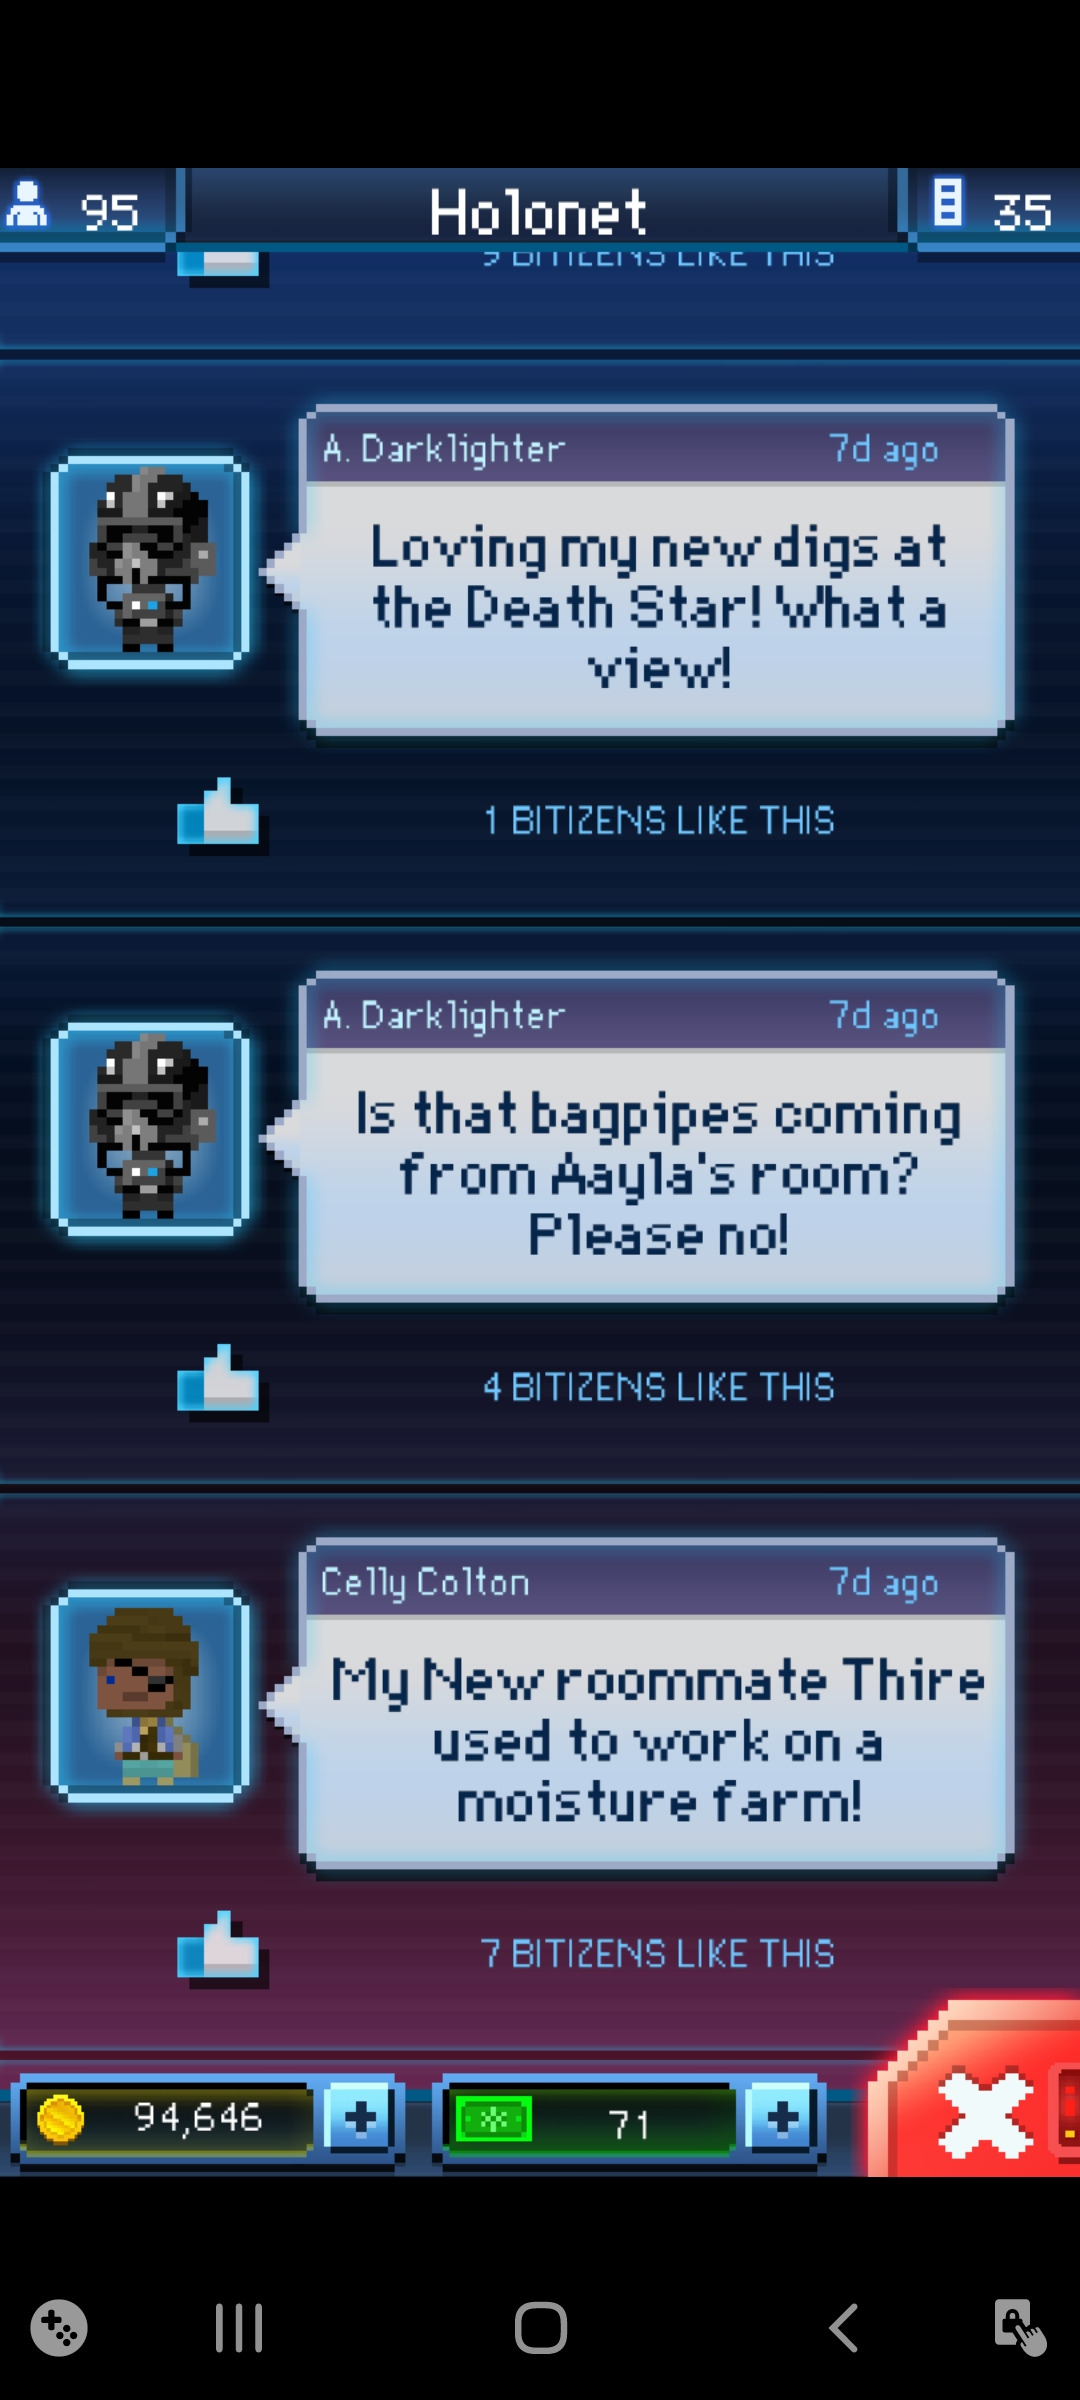 95
Holonet
35
9 BITIZENS LIKE THIS
A. Darklighter
7d ago
Loving my new digs at
the Death Star! What a
view!
1 BITIZENS LIKE THIS
A. Darklighter
7d ago
Is that bagpipes coming
from Aayla's room?
Please no!
4 BITIZENS LIKE THIS
Celly Colton
7d ago
My New roommate Thire
used to work on a
moisture farm!
7 BITIZENS LIKE THIS
94,646
71